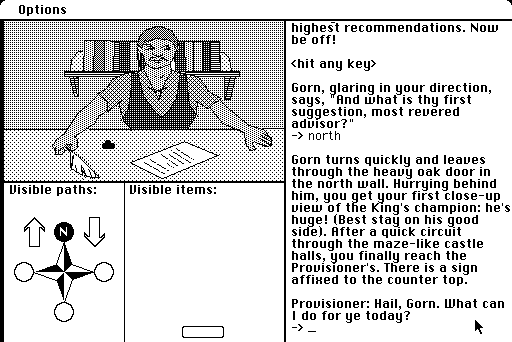 Options
highest recommendations. Now
be off!
<hit any key>
Gorn, glaring in your direction,
says, "And what is thy first
suggestion, most revered
advisor?"
-> north
Gorn turns quickly and leaves
through the heavy oak door in
the north wall. Hurrying behind
him, you get your first close-up
view of the King's champion: he's
huge! (Best stay on his good
side). After a quick circuit
through the maze-like castle
halls, you finally reach the
Provisioner's. There is a sign
affixed to the counter top.
Provisioner: Hail, Gorn. What can
I do for ye today?
-> _
Visible paths:
Visible items:
N